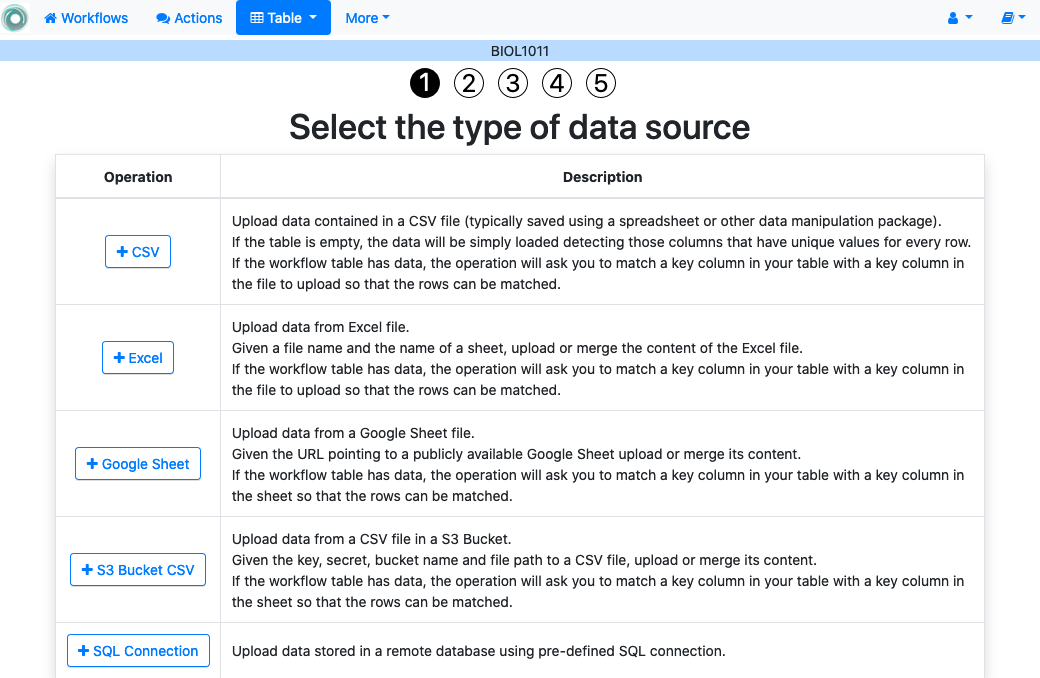 Workflows Actions Table More
BIOL1011
1 2 3 4 5
Select the type of data source
Operation Description
CSV
Upload data contained in a CSV file (typically saved using a spreadsheet or other data manipulation package).
If the table is empty, the data will be simply loaded detecting those columns that have unique values for every row.
If the workflow table has data, the operation will ask you to match a key column in your table with a key column in
the file to upload so that the rows can be matched.
Excel
Upload data from Excel file.
Given a file name and the name of a sheet, upload or merge the content of the Excel file.
If the workflow table has data, the operation will ask you to match a key column in your table with a key column in
the file to upload so that the rows can be matched.
Google Sheet
Upload data from a Google Sheet file.
Given the URL pointing to a publicly available Google Sheet upload or merge its content.
If the workflow table has data, the operation will ask you to match a key column in your table with a key column in
the sheet so that the rows can be matched.
S3 Bucket CSV
Upload data from a CSV file in a S3 Bucket.
Given the key, secret, bucket name and file path to a CSV file, upload or merge its content.
If the workflow table has data, the operation will ask you to match a key column in your table with a key column in
the sheet so that the rows can be matched.
SQL Connection
Upload data stored in a remote database using pre-defined SQL connection.